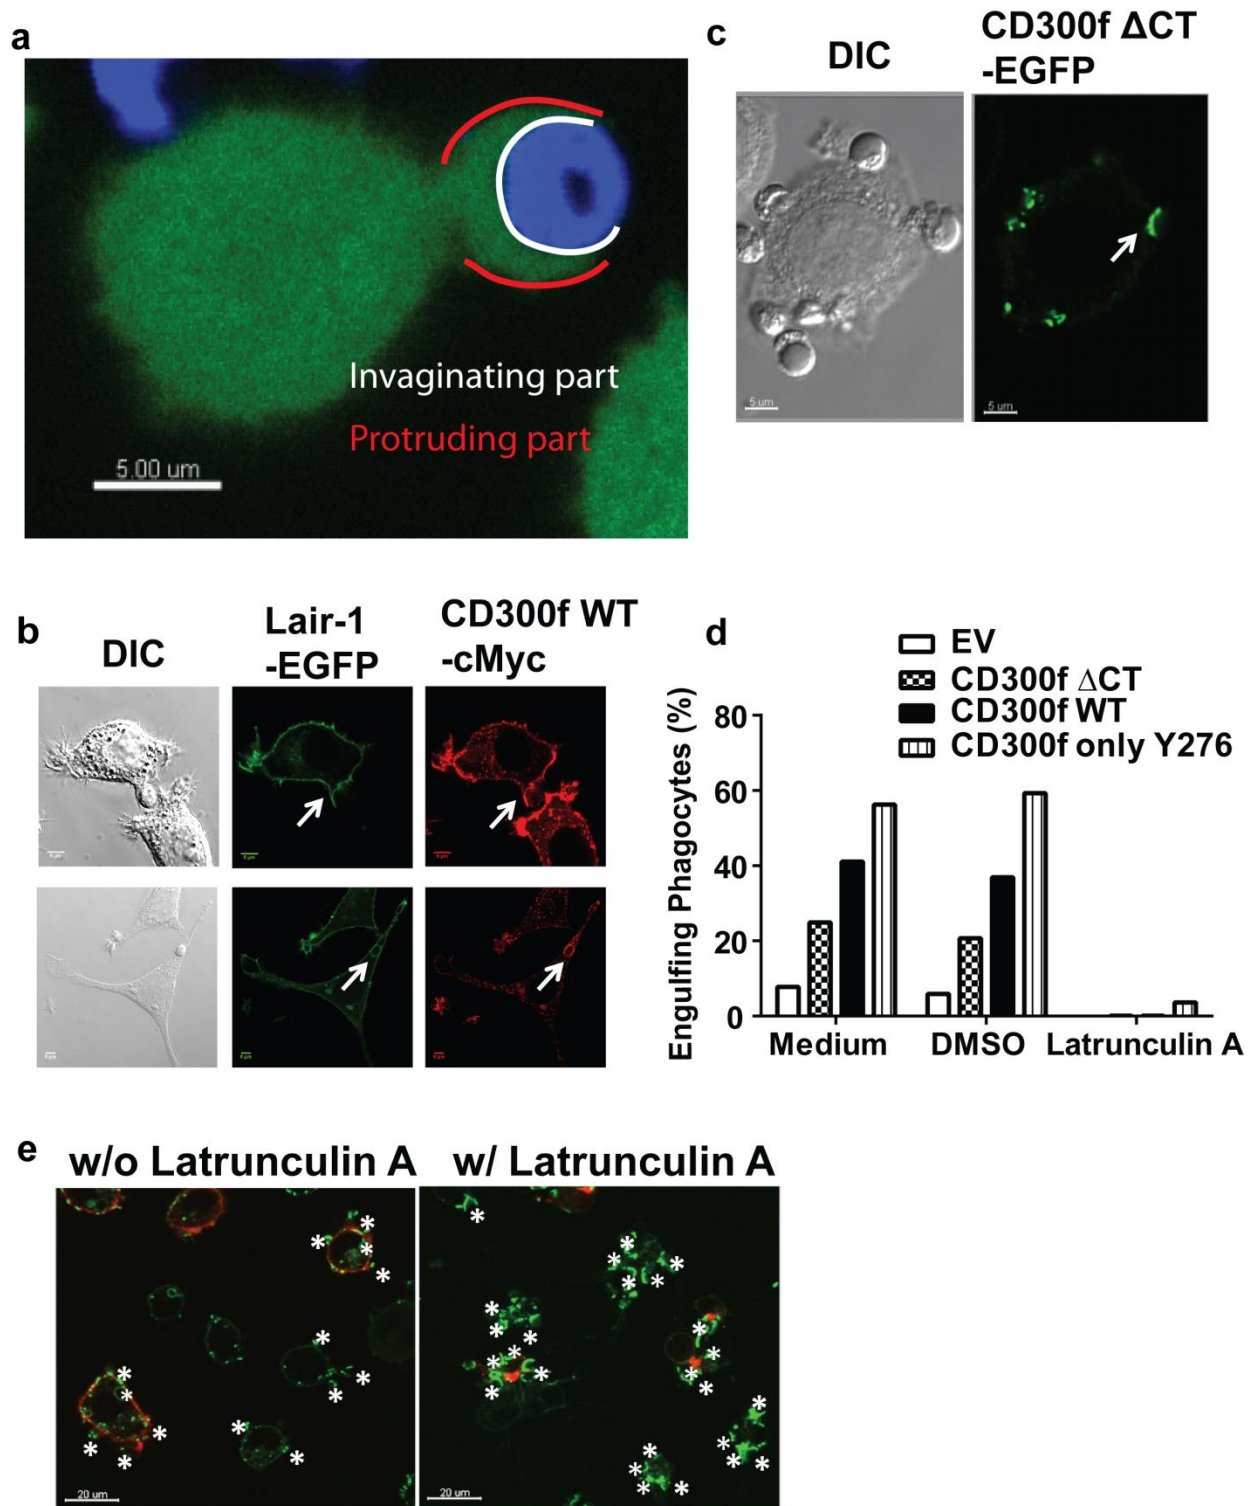 a
Invaginating part
Protruding part
5.00 um
c
DIC
CD300f ΔCT
-EGFP
5 um
5 um
b
DIC
Lair-1
-EGFP
CD300f WT
-cMyc
d
EV
CD300f ΔCT
CD300f WT
CD300f only Y276
Engulfing Phagocytes (%)
80
60
40
20
0
Medium
DMSO
Latrunculin A
e
w/o Latrunculin A
w/ Latrunculin A
20 um
20 um